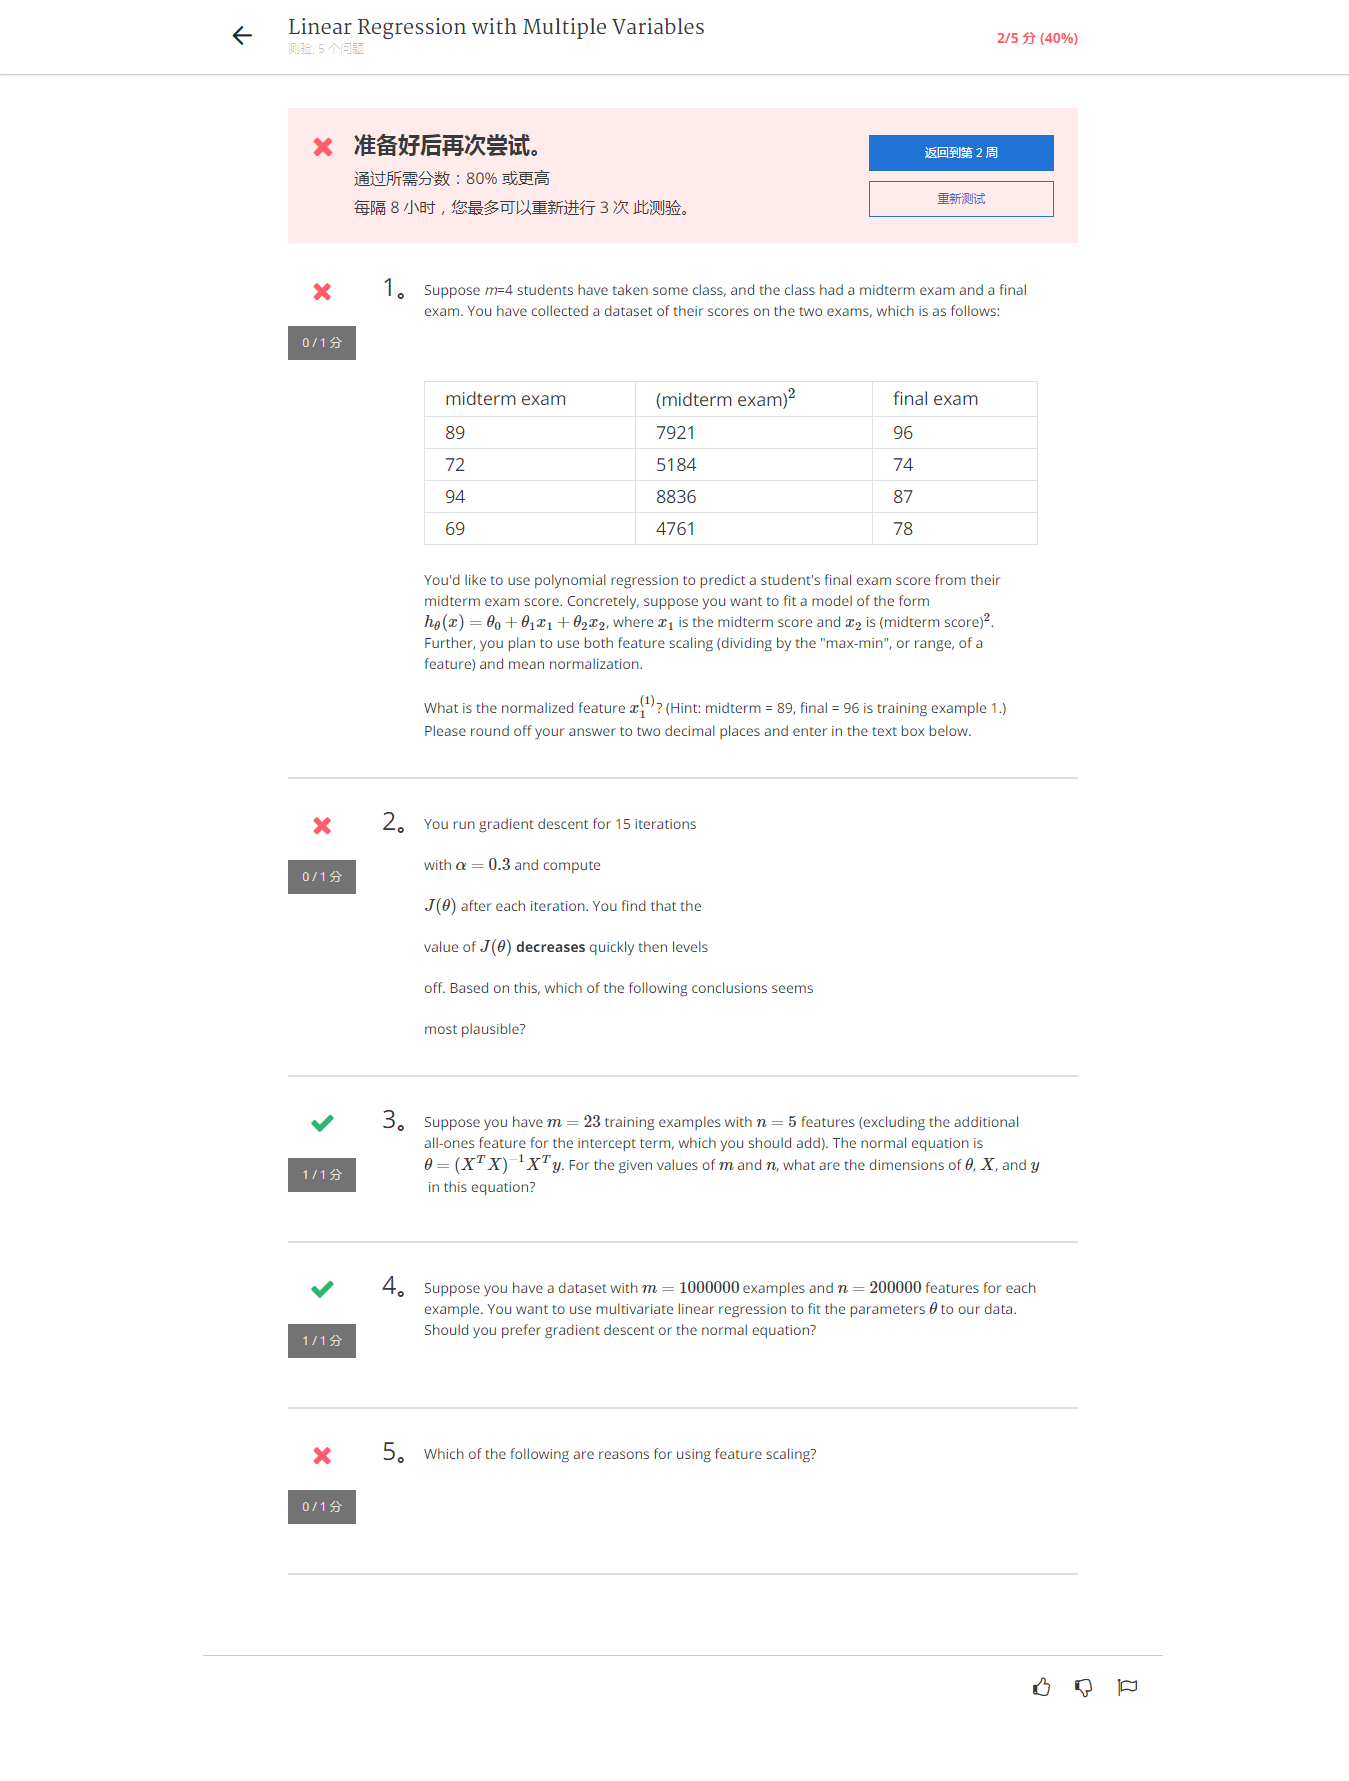 Linear Regression with Multiple Variables
测验, 5 个问题
2/5 分 (40%)
准备好后再次尝试。
通过所需分数：80% 或更高
每隔 8 小时，您最多可以重新进行 3 次 此测验。
返回到第 2 周
重新测试
0 / 1 分
1。
Suppose m=4 students have taken some class, and the class had a midterm exam and a final
exam. You have collected a dataset of their scores on the two exams, which is as follows:
midterm exam (midterm exam)² final exam
89 7921 96
72 5184 74
94 8836 87
69 4761 78
You'd like to use polynomial regression to predict a student's final exam score from their
midterm exam score. Concretely, suppose you want to fit a model of the form
h_θ(x) = θ₀ + θ₁x₁ + θ₂x₂, where x₁ is the midterm score and x₂ is (midterm score)².
Further, you plan to use both feature scaling (dividing by the "max-min", or range, of a
feature) and mean normalization.
What is the normalized feature x₁⁽¹⁾? (Hint: midterm = 89, final = 96 is training example 1.)
Please round off your answer to two decimal places and enter in the text box below.
0 / 1 分
2。
You run gradient descent for 15 iterations
with α = 0.3 and compute
J(θ) after each iteration. You find that the
value of J(θ) decreases quickly then levels
off. Based on this, which of the following conclusions seems
most plausible?
1 / 1 分
3。
Suppose you have m = 23 training examples with n = 5 features (excluding the additional
all-ones feature for the intercept term, which you should add). The normal equation is
θ = (XᵀX)⁻¹Xᵀy. For the given values of m and n, what are the dimensions of θ, X, and y
in this equation?
1 / 1 分
4。
Suppose you have a dataset with m = 1000000 examples and n = 200000 features for each
example. You want to use multivariate linear regression to fit the parameters θ to our data.
Should you prefer gradient descent or the normal equation?
0 / 1 分
5。
Which of the following are reasons for using feature scaling?